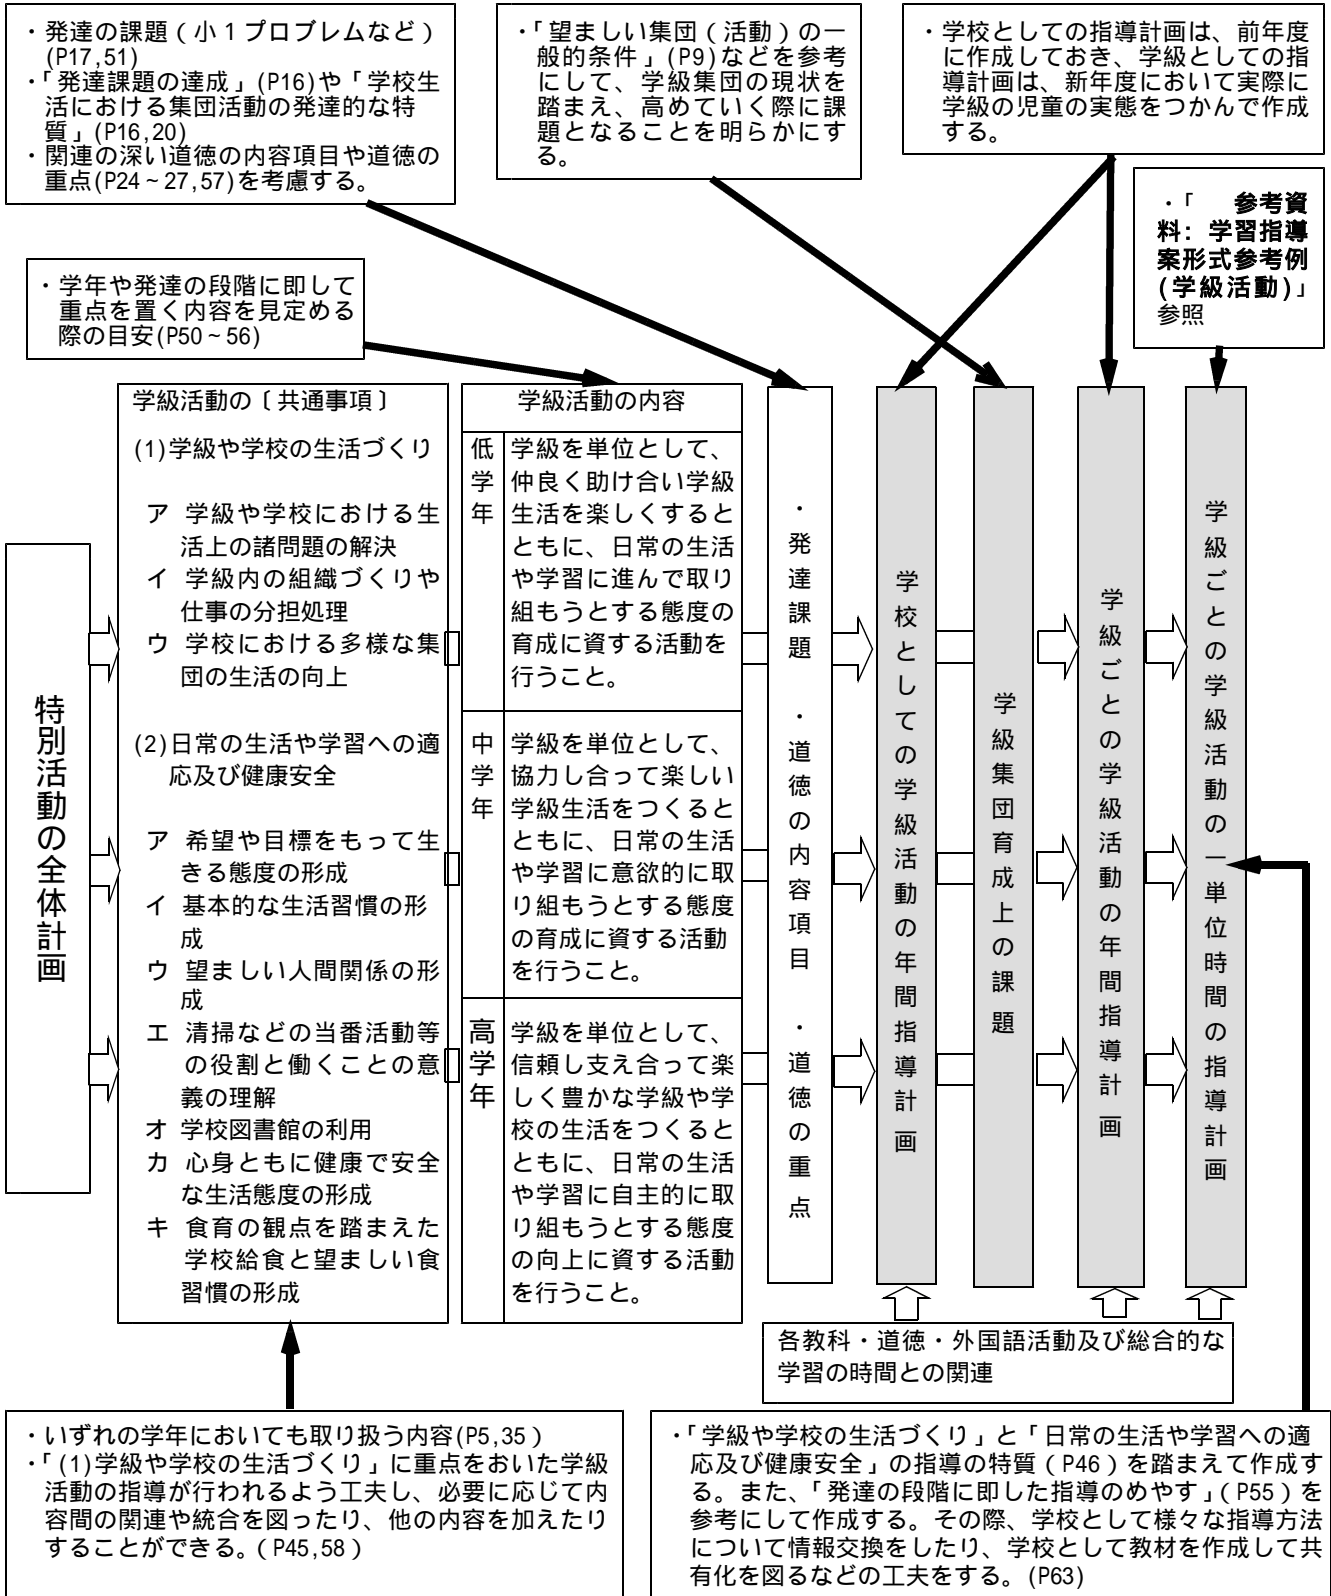 ・発達の課題（小１プロブレムなど）
(P17,51)
・「発達課題の達成」(P16)や「学校生
活における集団活動の発達的な特
質」(P16,20)
・関連の深い道徳の内容項目や道徳の
重点(P24～27,57)を考慮する。
・「望ましい集団（活動）の一
般的条件」(P9)などを参考
にして、学級集団の現状を
踏まえ、高めていく際に課
題となることを明らかにす
る。
・学校としての指導計画は、前年度
に作成しておき、学級としての指
導計画は、新年度において実際に
学級の児童の実態をつかんで作成
する。
・「　参考資
料：学習指導
案形式参考例
(学級活動)」
参照
・学年や発達の段階に即して
重点を置く内容を見定める
際の目安(P50～56)
特別活動の全体計画
学級活動の〔共通事項〕
(1)学級や学校の生活づくり
ア 学級や学校における生
活上の諸問題の解決
イ 学級内の組織づくりや
仕事の分担処理
ウ 学校における多様な集
団の生活の向上
(2)日常の生活や学習への適
応及び健康安全
ア 希望や目標をもって生
きる態度の形成
イ 基本的な生活習慣の形
成
ウ 望ましい人間関係の形
成
エ 清掃などの当番活動等
の役割と働くことの意
義の理解
オ 学校図書館の利用
カ 心身ともに健康で安全
な生活態度の形成
キ 食育の観点を踏まえた
学校給食と望ましい食
習慣の形成
学級活動の内容
低学年
学級を単位として、
仲良く助け合い学級
生活を楽しくすると
ともに、日常の生活
や学習に進んで取り
組もうとする態度の
育成に資する活動を
行うこと。
中学年
学級を単位として、
協力し合って楽しい
学級生活をつくると
ともに、日常の生活
や学習に意欲的に取
り組もうとする態度
の育成に資する活動
を行うこと。
高学年
学級を単位として、
信頼し支え合って楽
しく豊かな学級や学
校の生活をつくると
ともに、日常の生活
や学習に自主的に取
り組もうとする態度
の向上に資する活動
を行うこと。
・発達課題　・道徳の内容項目　・道徳の重点
学校としての学級活動の年間指導計画
学級集団育成上の課題
学級ごとの学級活動の年間指導計画
学級ごとの学級活動の一単位時間の指導計画
各教科・道徳・外国語活動及び総合的な
学習の時間との関連
・いずれの学年においても取り扱う内容(P5,35)
・「(1)学級や学校の生活づくり」に重点をおいた学級
活動の指導が行われるよう工夫し、必要に応じて内
容間の関連や統合を図ったり、他の内容を加えたり
することができる。(P45,58)
・「学級や学校の生活づくり」と「日常の生活や学習への適
応及び健康安全」の指導の特質（P46）を踏まえて作成す
る。また、「発達の段階に即した指導のめやす」(P55）を
参考にして作成する。その際、学校として様々な指導方法
について情報交換をしたり、学校として教材を作成して共
有化を図るなどの工夫をする。(P63)